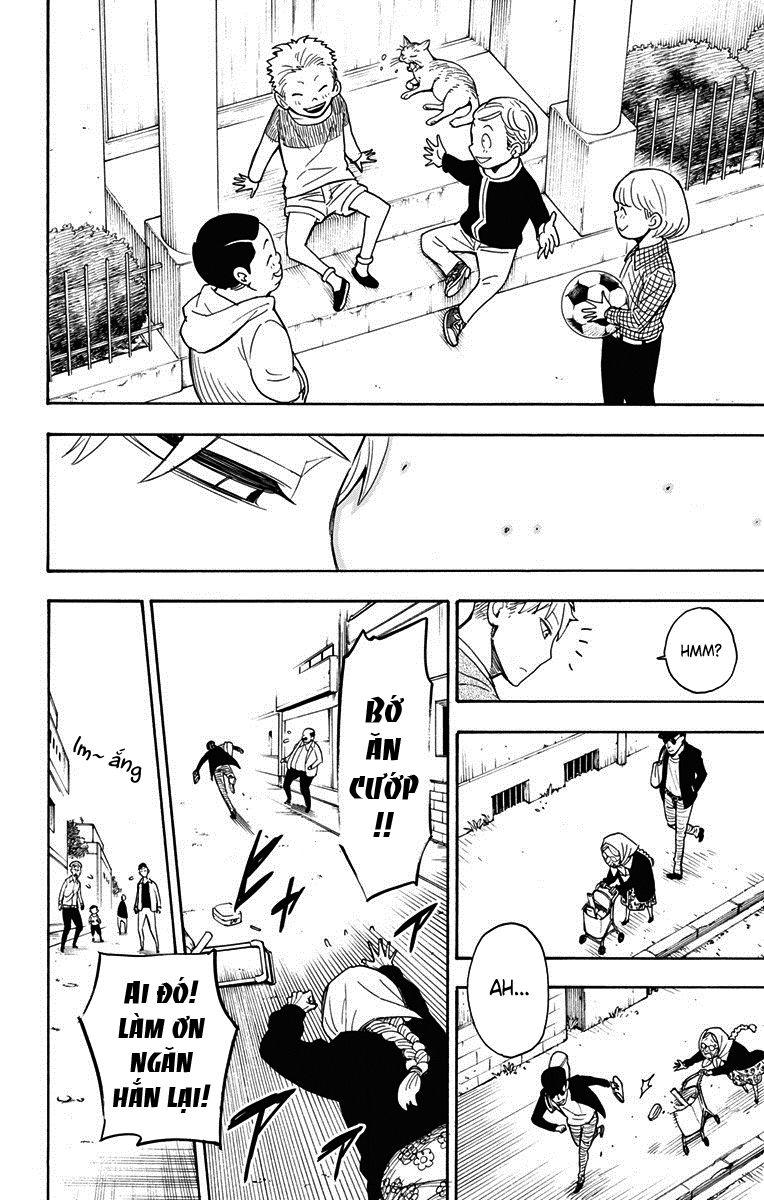 HMM?
AH...
BỚ
ĂN
CƯỚP
!!
AI ĐÓ!
LÀM ƠN
NGĂN
HẮN LẠI!
Im~ ắng